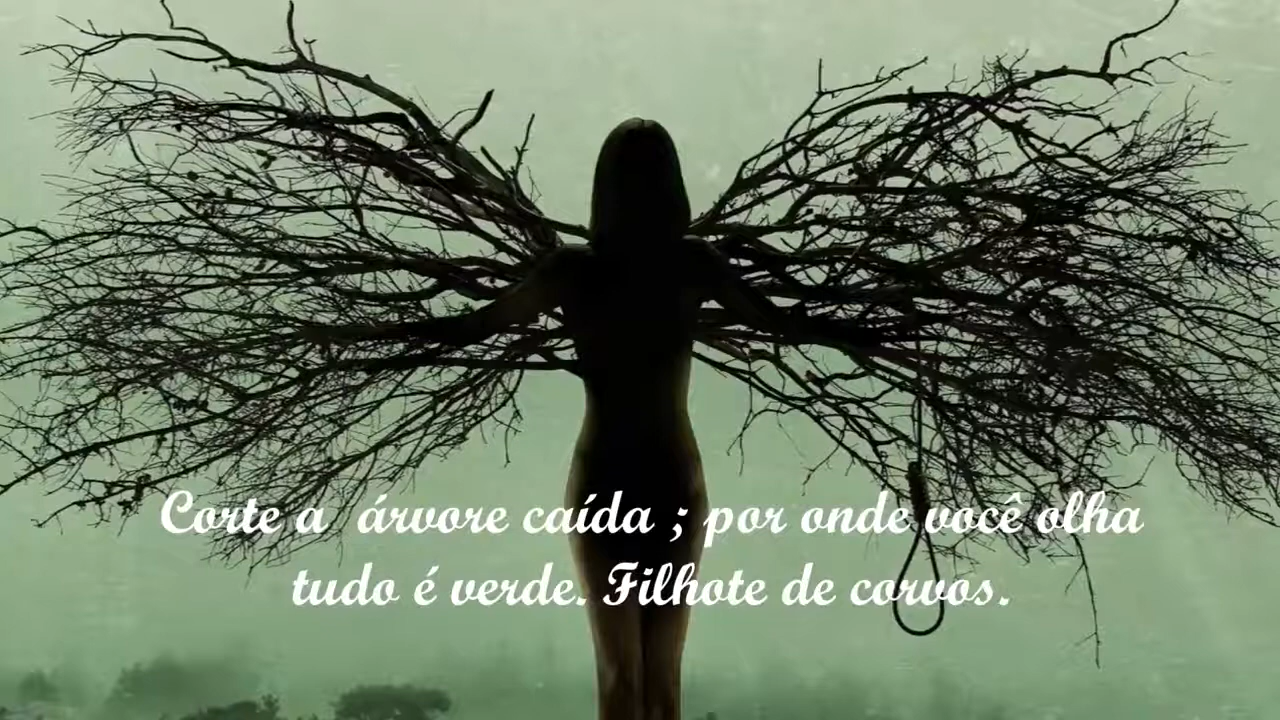 Corte a  árvore caída ; por onde você olha
tudo é verde. Filhote de corvos.